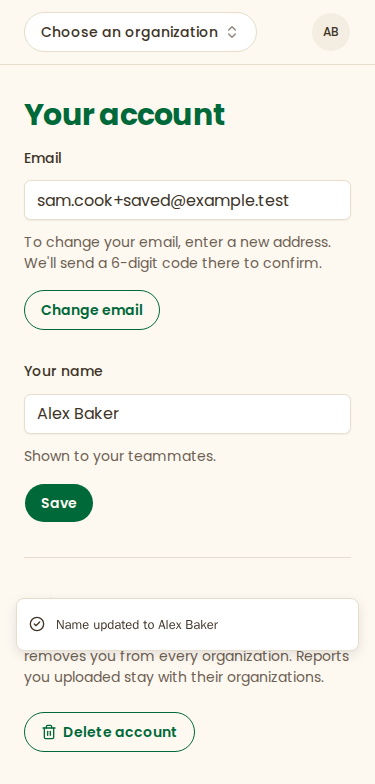 Choose an organization
AB
Your account
Email
sam.cook+saved@example.test
To change your email, enter a new address.
We'll send a 6-digit code there to confirm.
Change email
Your name
Alex Baker
Shown to your teammates.
Save
Name updated to Alex Baker
removes you from every organization. Reports
you uploaded stay with their organizations.
Delete account